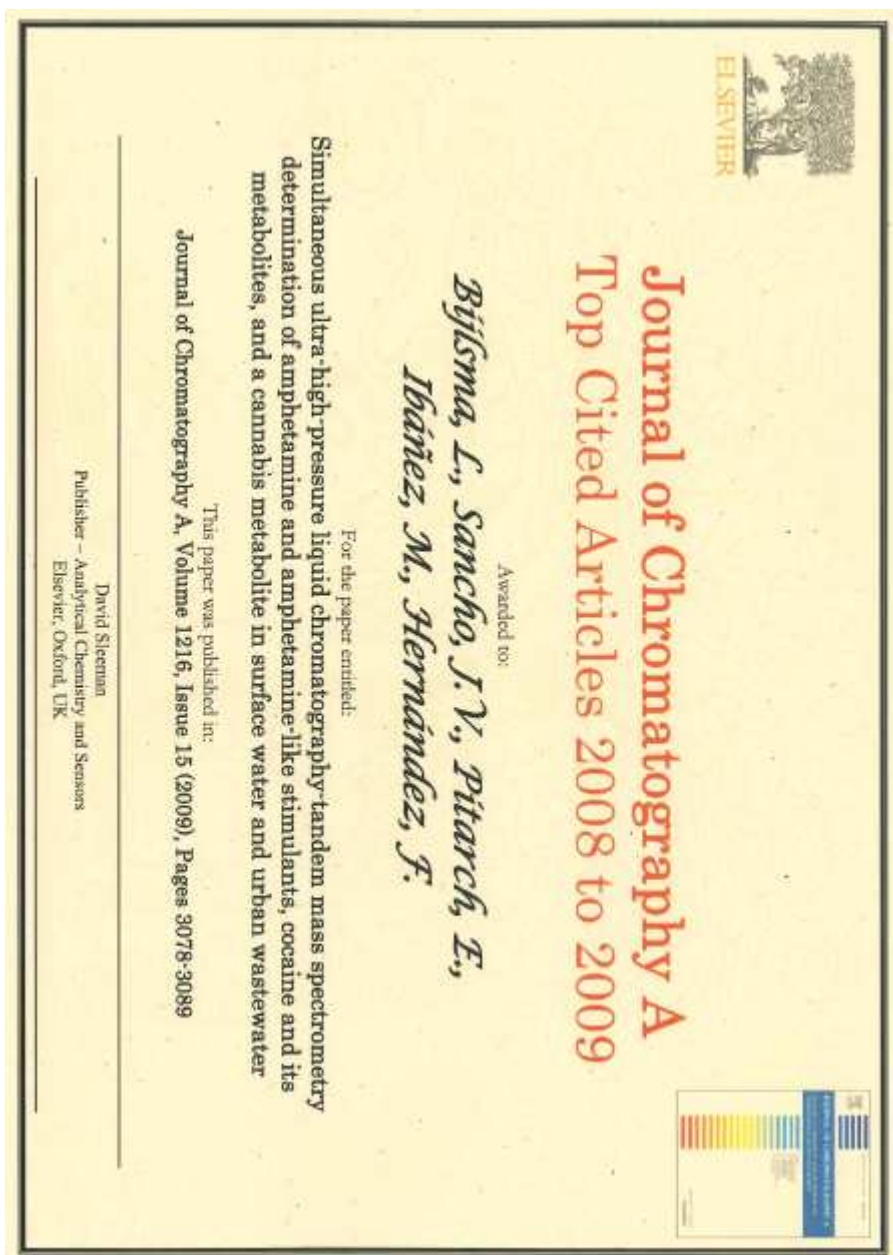 ELSEVIER
Journal of Chromatography A
Top Cited Articles 2008 to 2009
Awarded to:
Bijlsma, L., Sancho, J.V., Pitarch, E.,
Ibáñez, M., Hernández, F.
For the paper entitled:
Simultaneous ultra-high-pressure liquid chromatography-tandem mass spectrometry
determination of amphetamine and amphetamine-like stimulants, cocaine and its
metabolites, and a cannabis metabolite in surface water and urban wastewater
This paper was published in:
Journal of Chromatography A, Volume 1216, Issue 15 (2009), Pages 3078-3089
David Sleeman
Publisher – Analytical Chemistry and Sensors
Elsevier, Oxford, UK